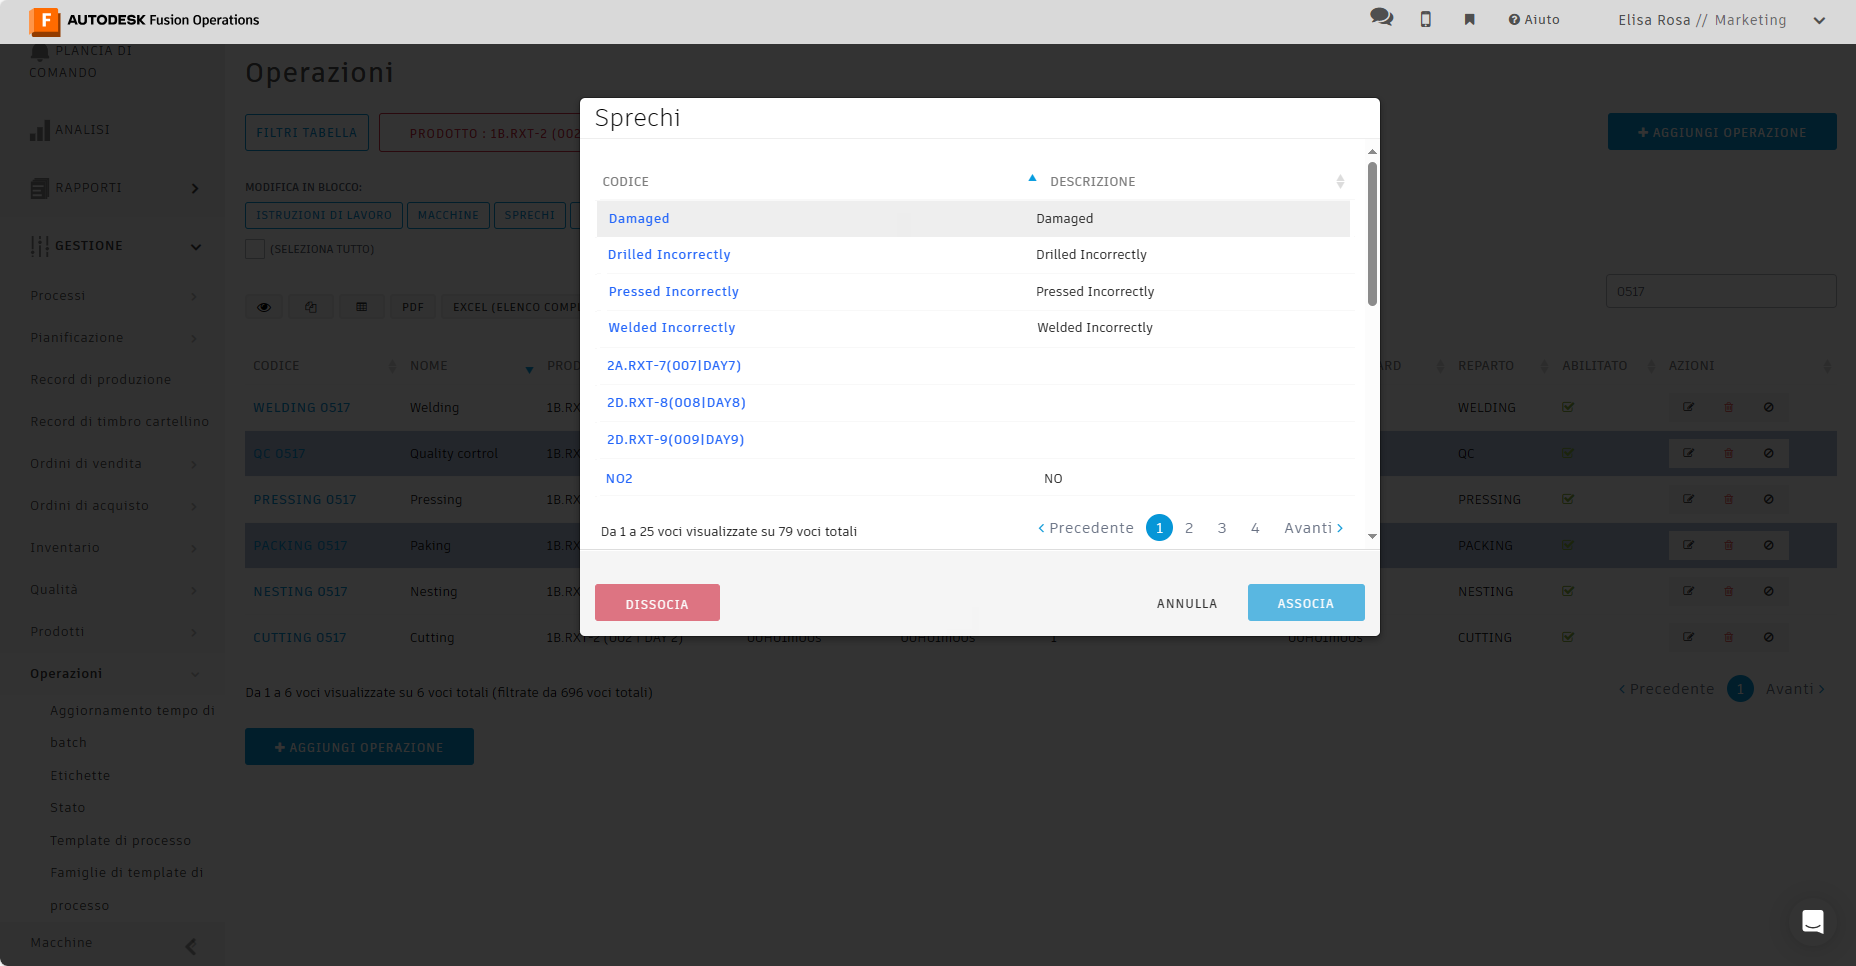 F AUTODESK Fusion Operations
Aiuto
Elisa Rosa // Marketing
PLANCIA DI
COMANDO
ANALISI
RAPPORTI
GESTIONE
Processi
Pianificazione
Record di produzione
Record di timbro cartellino
Ordini di vendita
Ordini di acquisto
Inventario
Qualità
Prodotti
Operazioni
Aggiornamento tempo di
batch
Etichette
Stato
Template di processo
Famiglie di template di
processo
Macchine
Operazioni
FILTRI TABELLA
PRODOTTO : 1B.RXT-2 (002
+ AGGIUNGI OPERAZIONE
MODIFICA IN BLOCCO:
ISTRUZIONI DI LAVORO MACCHINE SPRECHI
(SELEZIONA TUTTO)
PDF EXCEL (ELENCO COMP
0517
CODICE NOME PROD ARD REPARTO ABILITATO AZIONI
WELDING 0517 Welding 1B.RX WELDING
QC 0517 Quality cortrol 1B.RX QC
PRESSING 0517 Pressing 1B.RX PRESSING
PACKING 0517 Paking 1B.RX PACKING
NESTING 0517 Nesting 1B.RX NESTING
CUTTING 0517 Cutting 1B.RXT-2 (002 | DAY 2) 00H01m00s 00H01m00s 1 00H01m00s CUTTING
Da 1 a 6 voci visualizzate su 6 voci totali (filtrate da 696 voci totali)
< Precedente 1 Avanti >
+ AGGIUNGI OPERAZIONE
Sprechi
CODICE DESCRIZIONE
Damaged Damaged
Drilled Incorrectly Drilled Incorrectly
Pressed Incorrectly Pressed Incorrectly
Welded Incorrectly Welded Incorrectly
2A.RXT-7(007|DAY7)
2D.RXT-8(008|DAY8)
2D.RXT-9(009|DAY9)
NO2 NO
Da 1 a 25 voci visualizzate su 79 voci totali
< Precedente 1 2 3 4 Avanti >
DISSOCIA
ANNULLA
ASSOCIA